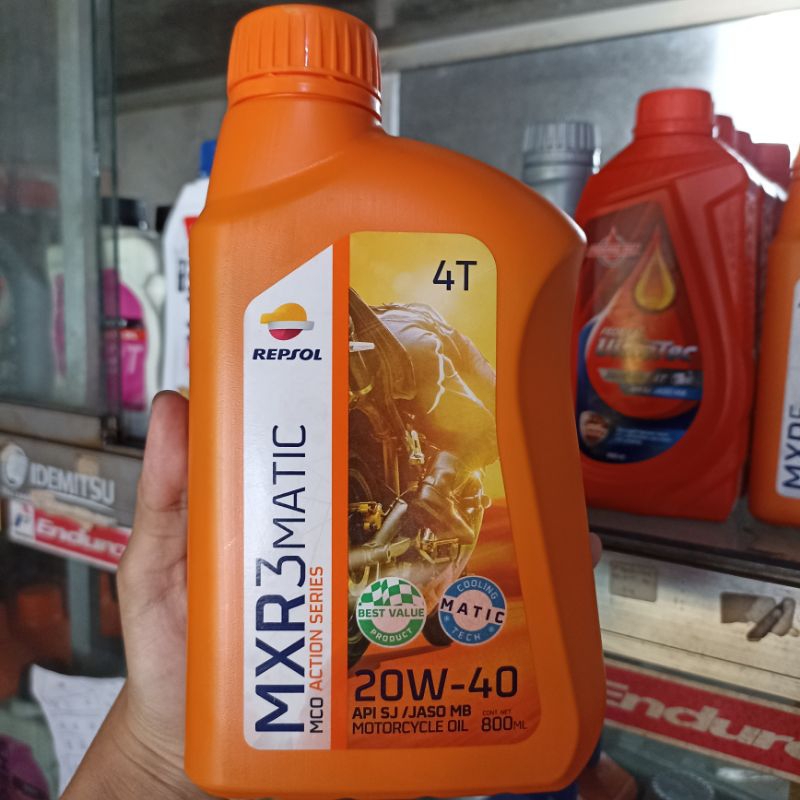 4T
REPSOL
MXR3MATIC
MCO ACTION SERIES
BEST VALUE
PRODUCT
COOLING
MATIC
TECH
20W-40
API SJ /JASO MB
MOTORCYCLE OIL
CONT. NET
800ML
IDEMITSU
Enduro
Enduro